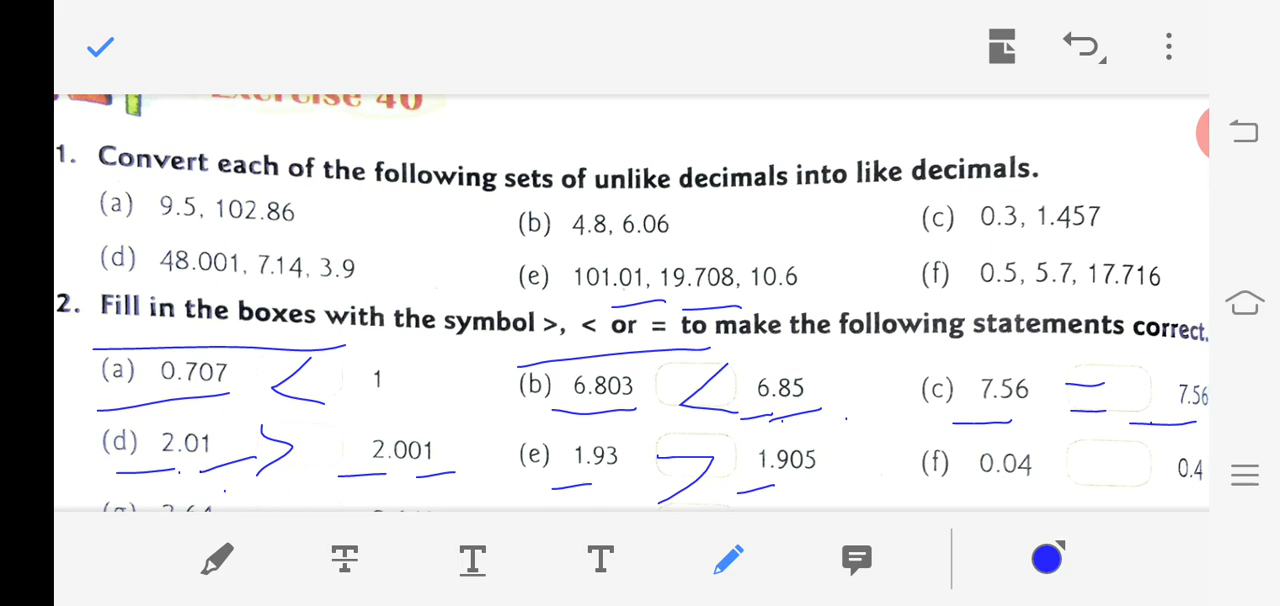 Exercise 40
1. Convert each of the following sets of unlike decimals into like decimals.
(a) 9.5, 102.86 (b) 4.8, 6.06 (c) 0.3, 1.457
(d) 48.001, 7.14, 3.9 (e) 101.01, 19.708, 10.6 (f) 0.5, 5.7, 17.716
2. Fill in the boxes with the symbol >, < or = to make the following statements correct.
(a) 0.707 < 1 (b) 6.803 < 6.85 (c) 7.56 = 7.56
(d) 2.01 > 2.001 (e) 1.93 > 1.905 (f) 0.04 0.4
T T T